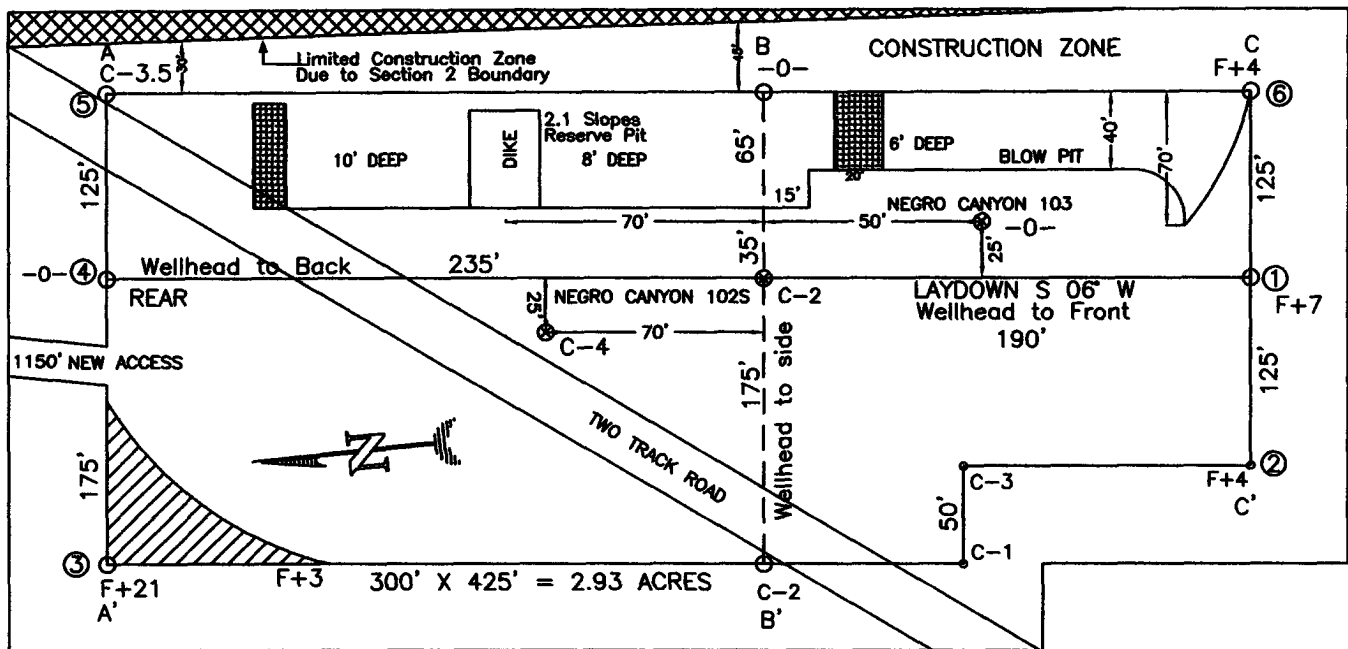 A
C-3.5
30'
Limited Construction Zone
Due to Section 2 Boundary
45'
B
-0-
CONSTRUCTION ZONE
C
F+4
5
6
125'
10' DEEP
DIKE
2.1 Slopes
Reserve Pit
8' DEEP
65'
6' DEEP
20'
BLOW PIT
40'
70'
125'
15'
70'
50'
NEGRO CANYON 103
-0-
35'
25'
-0-
4
Wellhead to Back
235'
REAR
25'
NEGRO CANYON 102S
70'
C-4
C-2
LAYDOWN S 06° W
Wellhead to Front
190'
1
F+7
1150' NEW ACCESS
175'
Wellhead to side
125'
N
TWO TRACK ROAD
175'
C-3
F+4
2
C'
50'
C-1
3
F+21
A'
F+3
300' X 425' = 2.93 ACRES
C-2
B'